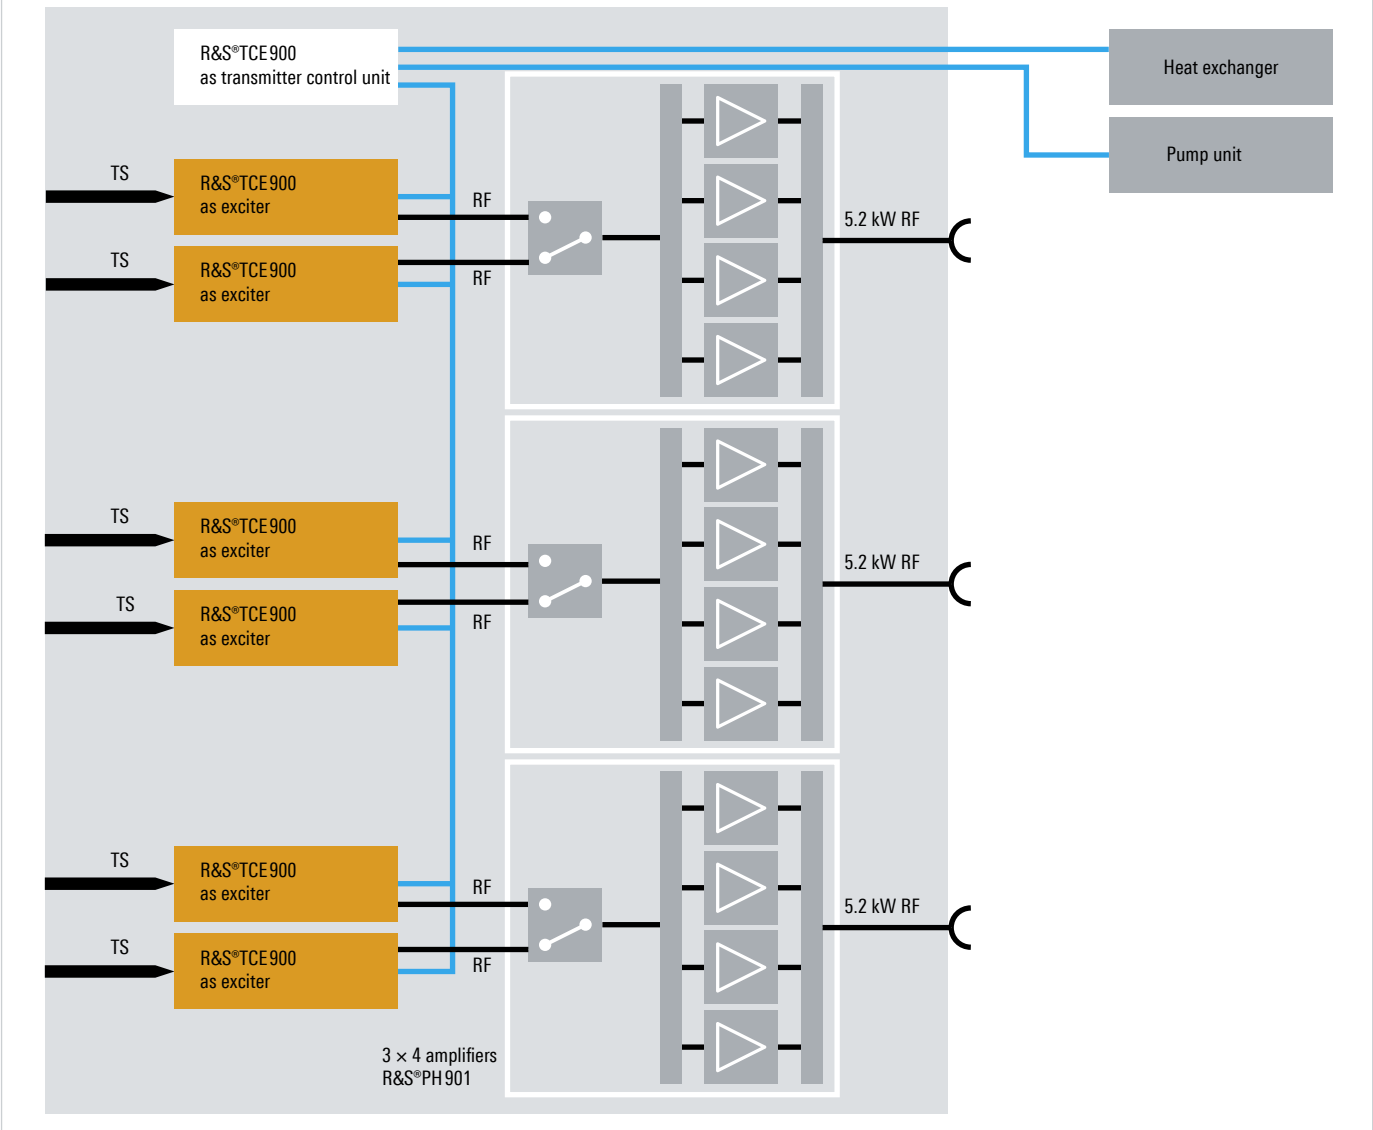 R&S®TCE900
as transmitter control unit
Heat exchanger
Pump unit
TS
R&S®TCE900
as exciter
RF
5.2 kW RF
TS
R&S®TCE900
as exciter
RF
TS
R&S®TCE900
as exciter
RF
5.2 kW RF
TS
R&S®TCE900
as exciter
RF
TS
R&S®TCE900
as exciter
RF
5.2 kW RF
TS
R&S®TCE900
as exciter
RF
3 × 4 amplifiers
R&S®PH901